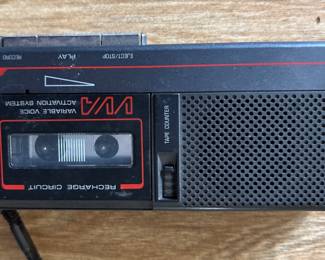 RECHARGE CIRCUIT
VVA
VARIABLE VOICE
ACTIVATION SYSTEM
TAPE COUNTER
EJECT/STOP
PLAY
RECORD